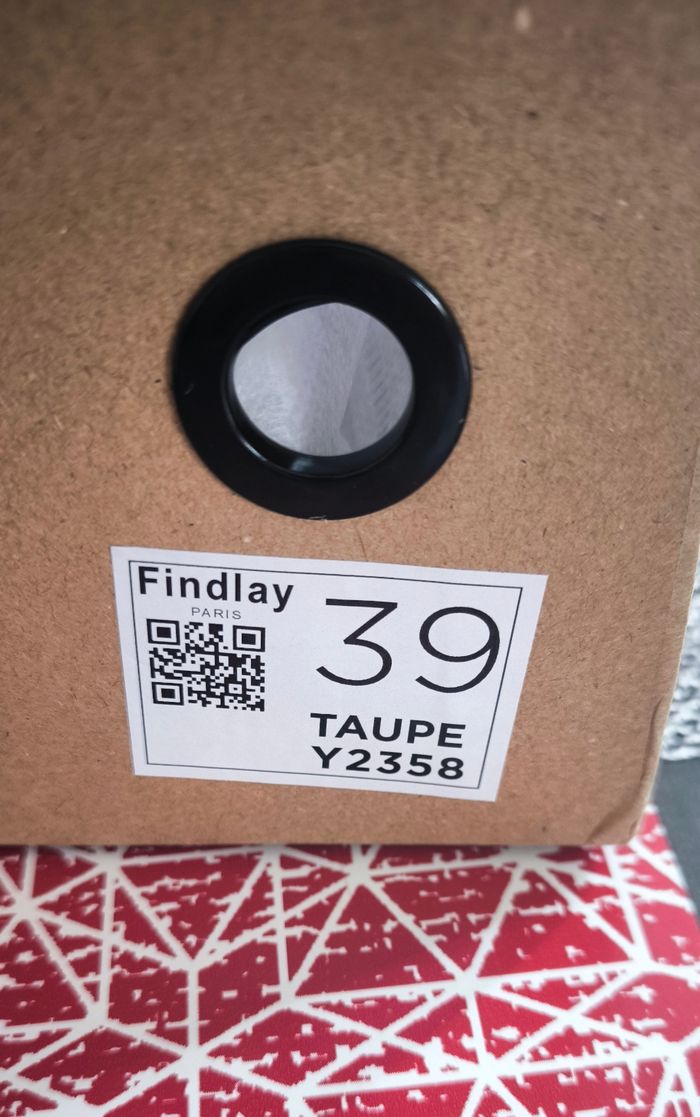 Findlay
PARIS
39
TAUPE
Y2358